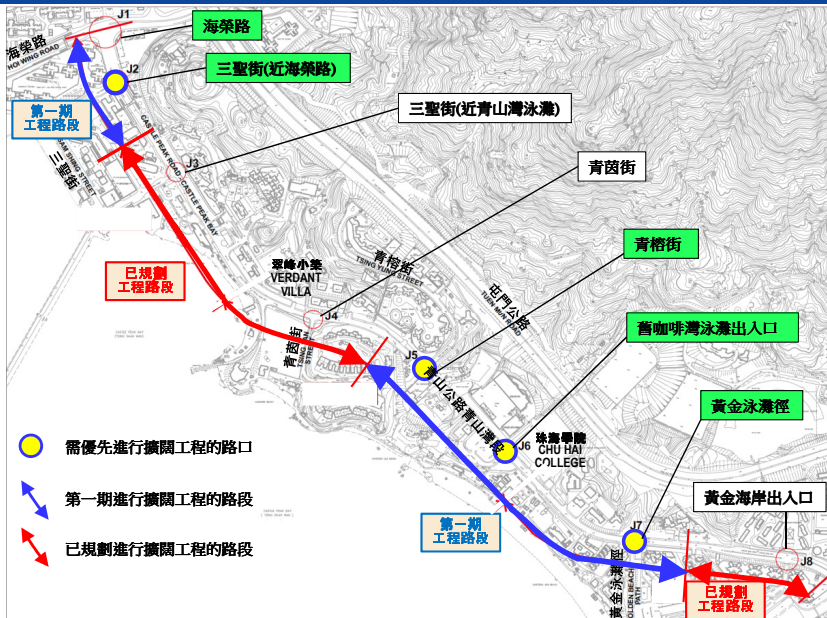 J1
海榮路
海榮路
HOI WING ROAD
J2
三聖街(近海榮路)
第一期
工程路段
三聖街(近青山灣泳灘)
CASTLE PEAK ROAD - CASTLE PEAK BAY
SAM SHING STREET
三聖街
J3
青茵街
已規劃
工程路段
翠峰小築
VERDANT
VILLA
青榕街
TSING YUNG STREET
青榕街
屯門公路
TUEN MUN ROAD
J4
青茵街
TSING YAN
STREET
舊咖啡灣泳灘出入口
J5
青山公路青山灣段
黃金泳灘徑
J6
珠海學院
CHU HAI
COLLEGE
需優先進行擴闊工程的路口
第一期進行擴闊工程的路段
已規劃進行擴闊工程的路段
第一期
工程路段
黃金海岸出入口
J7
J8
黃金泳灘徑
GOLDEN BEACH
PATH
已規劃
工程路段